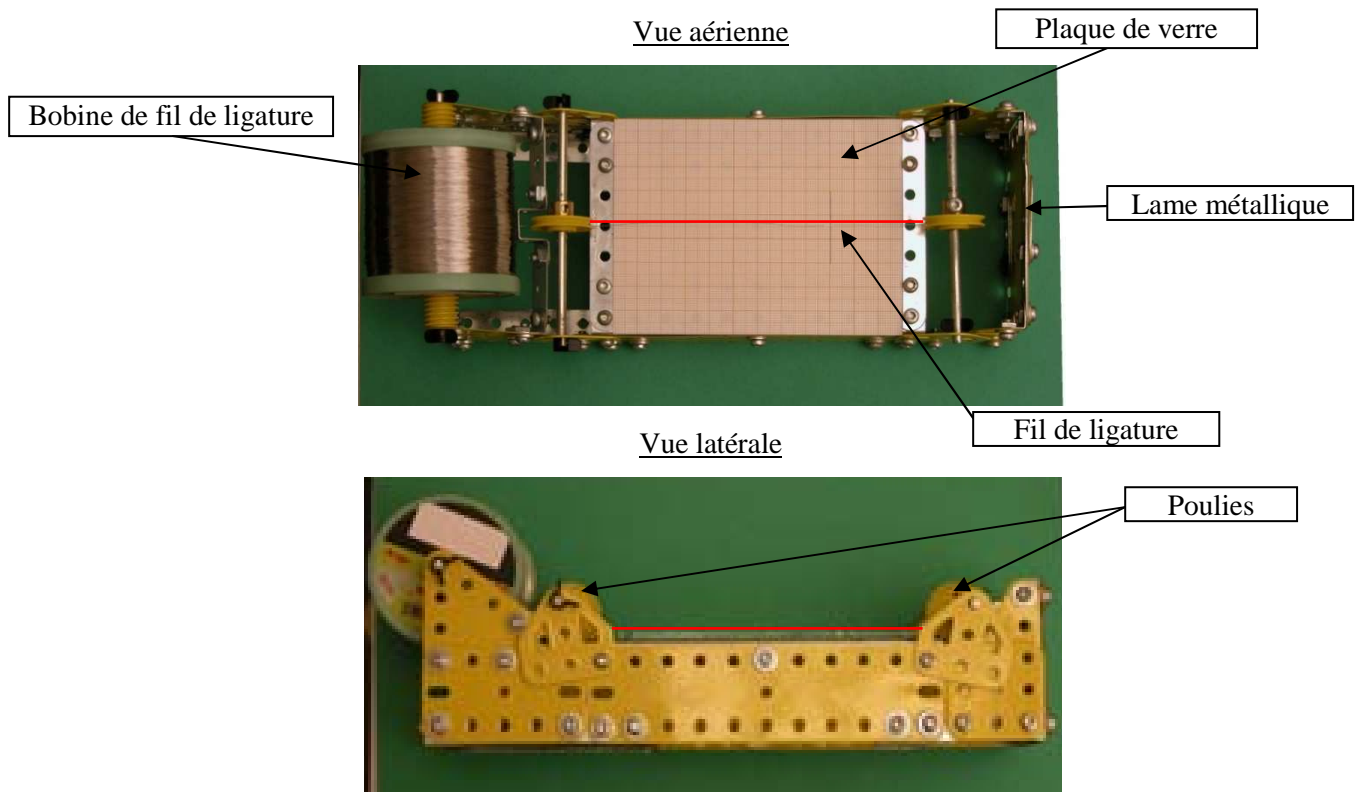 Vue aérienne
Plaque de verre
Bobine de fil de ligature
Lame métallique
Fil de ligature
Vue latérale
Poulies